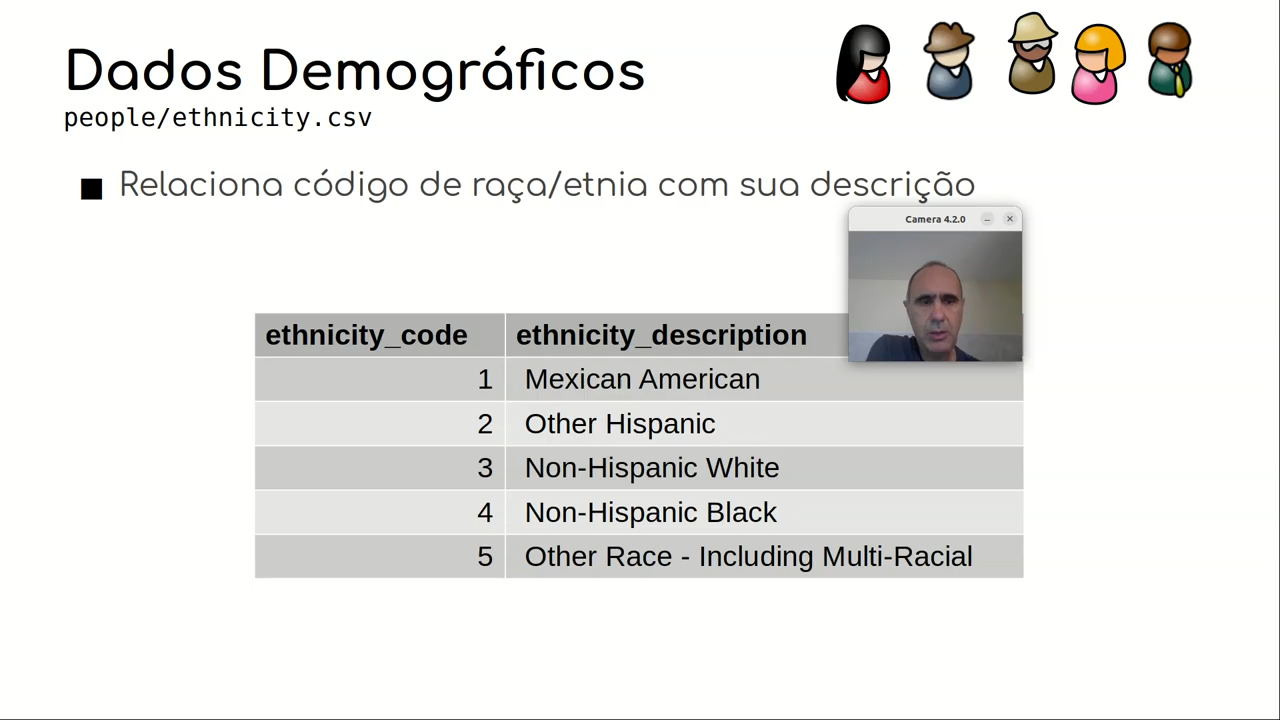 Dados Demográficos
people/ethnicity.csv
Relaciona código de raça/etnia com sua descrição
Camera 4.2.0
ethnicity_code ethnicity_description
1 Mexican American
2 Other Hispanic
3 Non-Hispanic White
4 Non-Hispanic Black
5 Other Race - Including Multi-Racial